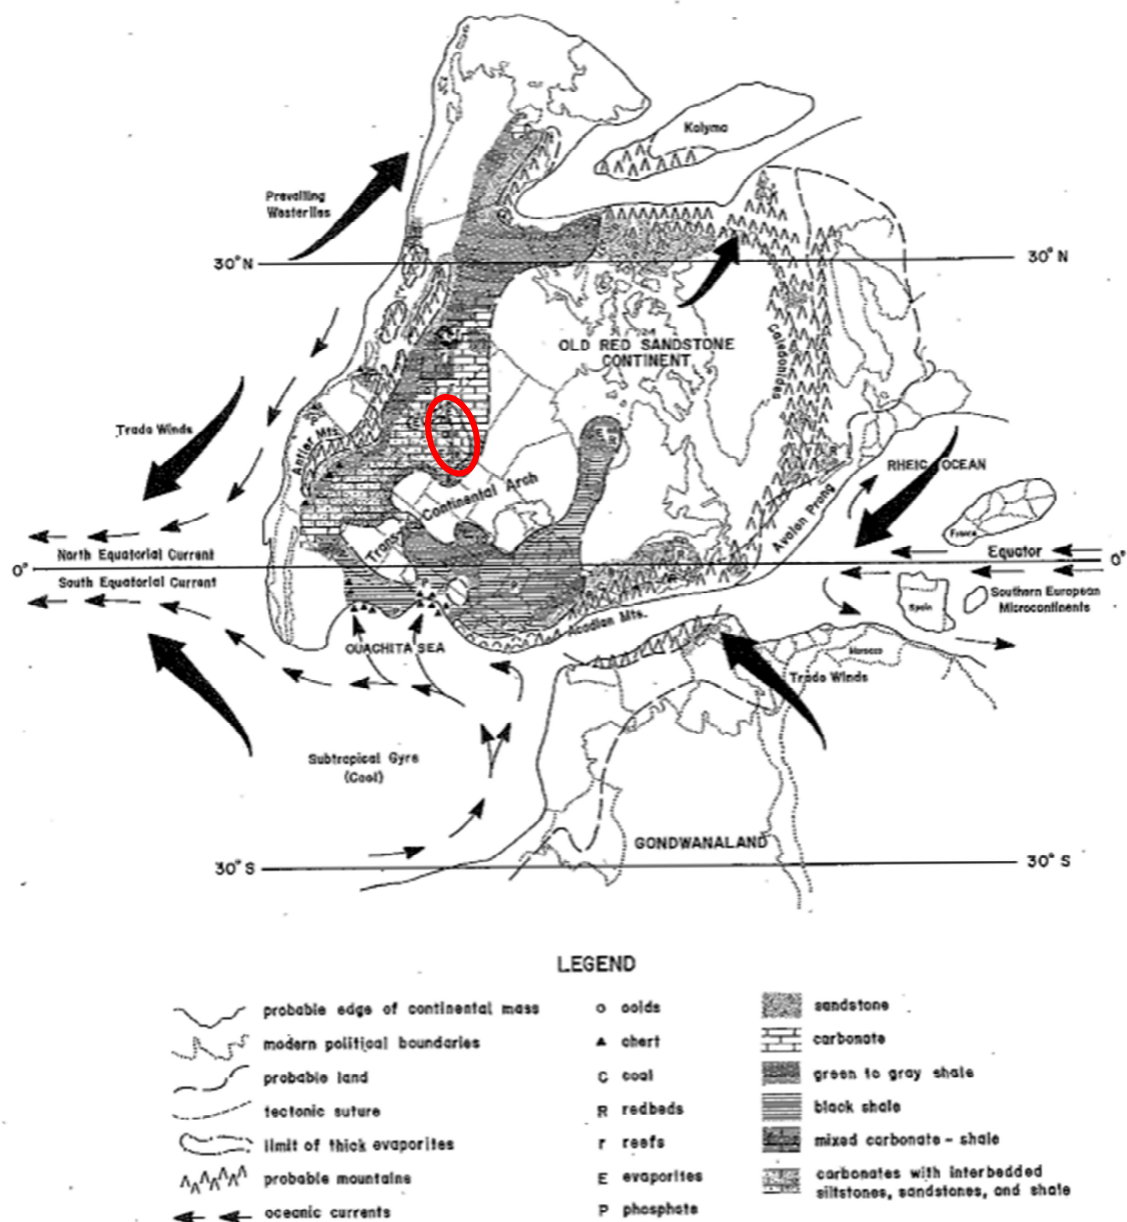 Kolyma
Prevailing
Westerlies
30°N
30°N
OLD RED SANDSTONE
CONTINENT
Caledonides
Trade Winds
Antler Mts.
E
E
R
R
RHEIC OCEAN
Continental Arch
Trans-
Avalon Prong
France
North Equatorial Current
Equator
0°
0°
South Equatorial Current
R
P
P
Spain
Southern European
Microcontinents
Acadian Mts.
OUACHITA SEA
Morocco
Trade Winds
Subtropical Gyre
(Cool)
GONDWANALAND
30°S
30°S
LEGEND
probable edge of continental mass
modern political boundaries
probable land
tectonic suture
limit of thick evaporites
probable mountains
oceanic currents
o ooids
chert
C coal
R redbeds
r reefs
E evaporites
P phosphate
sandstone
carbonate
green to gray shale
black shale
mixed carbonate - shale
carbonates with interbedded
siltstones, sandstones, and shale